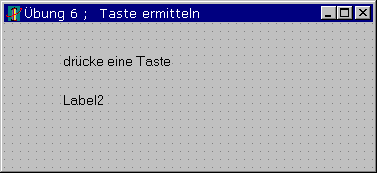 Übung 6 ;   Taste ermitteln
drücke eine Taste
Label2